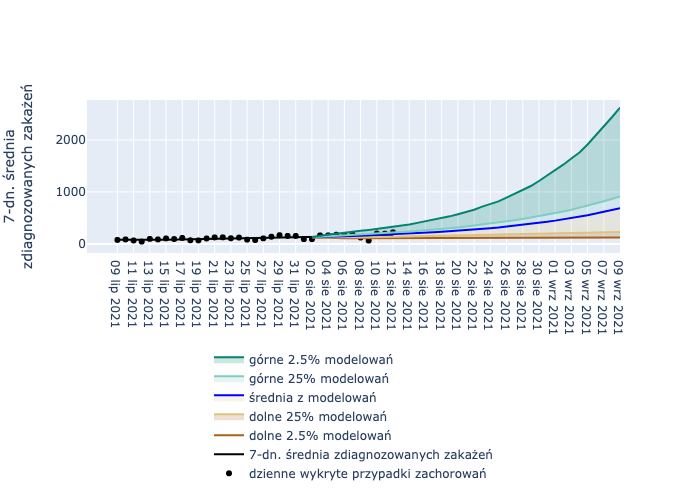 7-dn. średnia
zdiagnozowanych zakażeń
2000
1000
0
09 lip 2021
11 lip 2021
13 lip 2021
15 lip 2021
17 lip 2021
19 lip 2021
21 lip 2021
23 lip 2021
25 lip 2021
27 lip 2021
29 lip 2021
31 lip 2021
02 sie 2021
04 sie 2021
06 sie 2021
08 sie 2021
10 sie 2021
12 sie 2021
14 sie 2021
16 sie 2021
18 sie 2021
20 sie 2021
22 sie 2021
24 sie 2021
26 sie 2021
28 sie 2021
30 sie 2021
01 wrz 2021
03 wrz 2021
05 wrz 2021
07 wrz 2021
09 wrz 2021
górne 2.5% modelowań
górne 25% modelowań
średnia z modelowań
dolne 25% modelowań
dolne 2.5% modelowań
7-dn. średnia zdiagnozowanych zakażeń
dzienne wykryte przypadki zachorowań